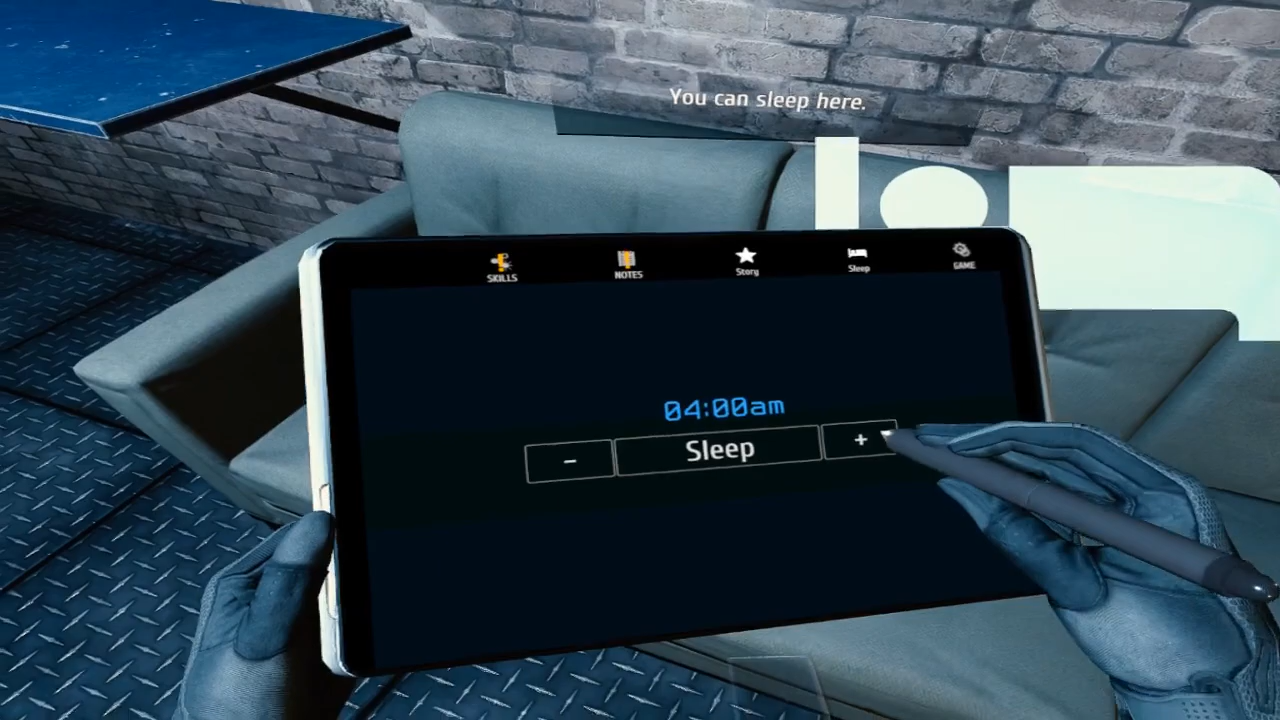 You can sleep here.
SKILLS
NOTES
Story
Sleep
GAME
04:00am
-
Sleep
+